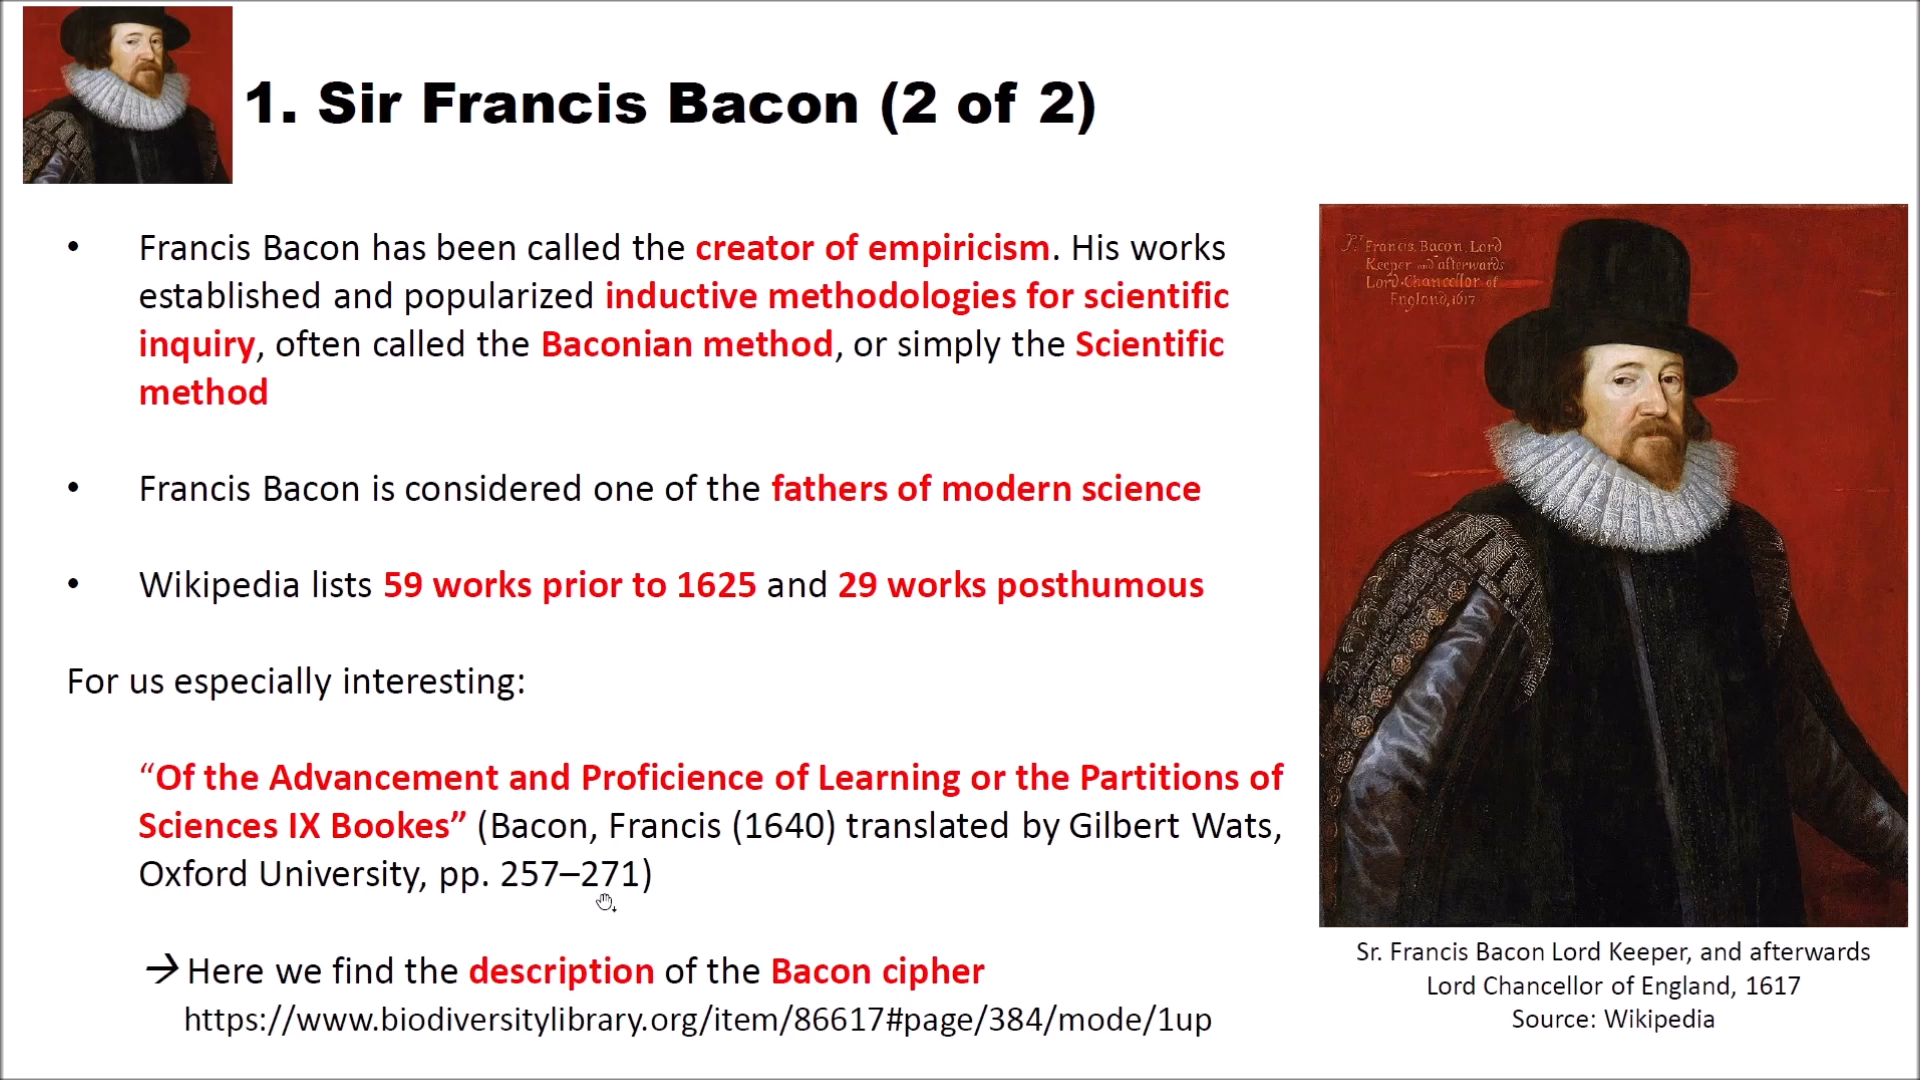 1. Sir Francis Bacon (2 of 2)
• Francis Bacon has been called the creator of empiricism. His works
established and popularized inductive methodologies for scientific
inquiry, often called the Baconian method, or simply the Scientific
method
• Francis Bacon is considered one of the fathers of modern science
• Wikipedia lists 59 works prior to 1625 and 29 works posthumous
For us especially interesting:
“Of the Advancement and Proficience of Learning or the Partitions of
Sciences IX Bookes” (Bacon, Francis (1640) translated by Gilbert Wats,
Oxford University, pp. 257–271)
→ Here we find the description of the Bacon cipher
https://www.biodiversitylibrary.org/item/86617#page/384/mode/1up
Sr Francis Bacon Lord
Keeper and afterwards
Lord Chancellor of
England, 1617
Sr. Francis Bacon Lord Keeper, and afterwards
Lord Chancellor of England, 1617
Source: Wikipedia